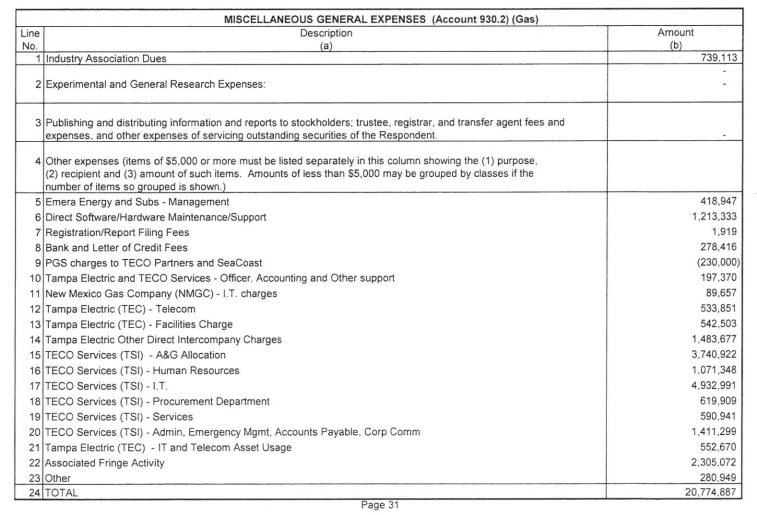 MISCELLANEOUS GENERAL EXPENSES (Account 930.2) (Gas)
Line Description Amount
No. (a) (b)
1 Industry Association Dues 739,113
-
2 Experimental and General Research Expenses: -
3 Publishing and distributing information and reports to stockholders; trustee, registrar, and transfer agent fees and
expenses, and other expenses of servicing outstanding securities of the Respondent. -
4 Other expenses (items of $5,000 or more must be listed separately in this column showing the (1) purpose,
(2) recipient and (3) amount of such items. Amounts of less than $5,000 may be grouped by classes if the
number of items so grouped is shown.)
5 Emera Energy and Subs - Management 418,947
6 Direct Software/Hardware Maintenance/Support 1,213,333
7 Registration/Report Filing Fees 1,919
8 Bank and Letter of Credit Fees 278,416
9 PGS charges to TECO Partners and SeaCoast (230,000)
10 Tampa Electric and TECO Services - Officer, Accounting and Other support 197,370
11 New Mexico Gas Company (NMGC) - I.T. charges 89,657
12 Tampa Electric (TEC) - Telecom 533,851
13 Tampa Electric (TEC) - Facilities Charge 542,503
14 Tampa Electric Other Direct Intercompany Charges 1,483,677
15 TECO Services (TSI) - A&G Allocation 3,740,922
16 TECO Services (TSI) - Human Resources 1,071,348
17 TECO Services (TSI) - I.T. 4,932,991
18 TECO Services (TSI) - Procurement Department 619,909
19 TECO Services (TSI) - Services 590,941
20 TECO Services (TSI) - Admin, Emergency Mgmt, Accounts Payable, Corp Comm 1,411,299
21 Tampa Electric (TEC) - IT and Telecom Asset Usage 552,670
22 Associated Fringe Activity 2,305,072
23 Other 280,949
24 TOTAL 20,774,887
Page 31